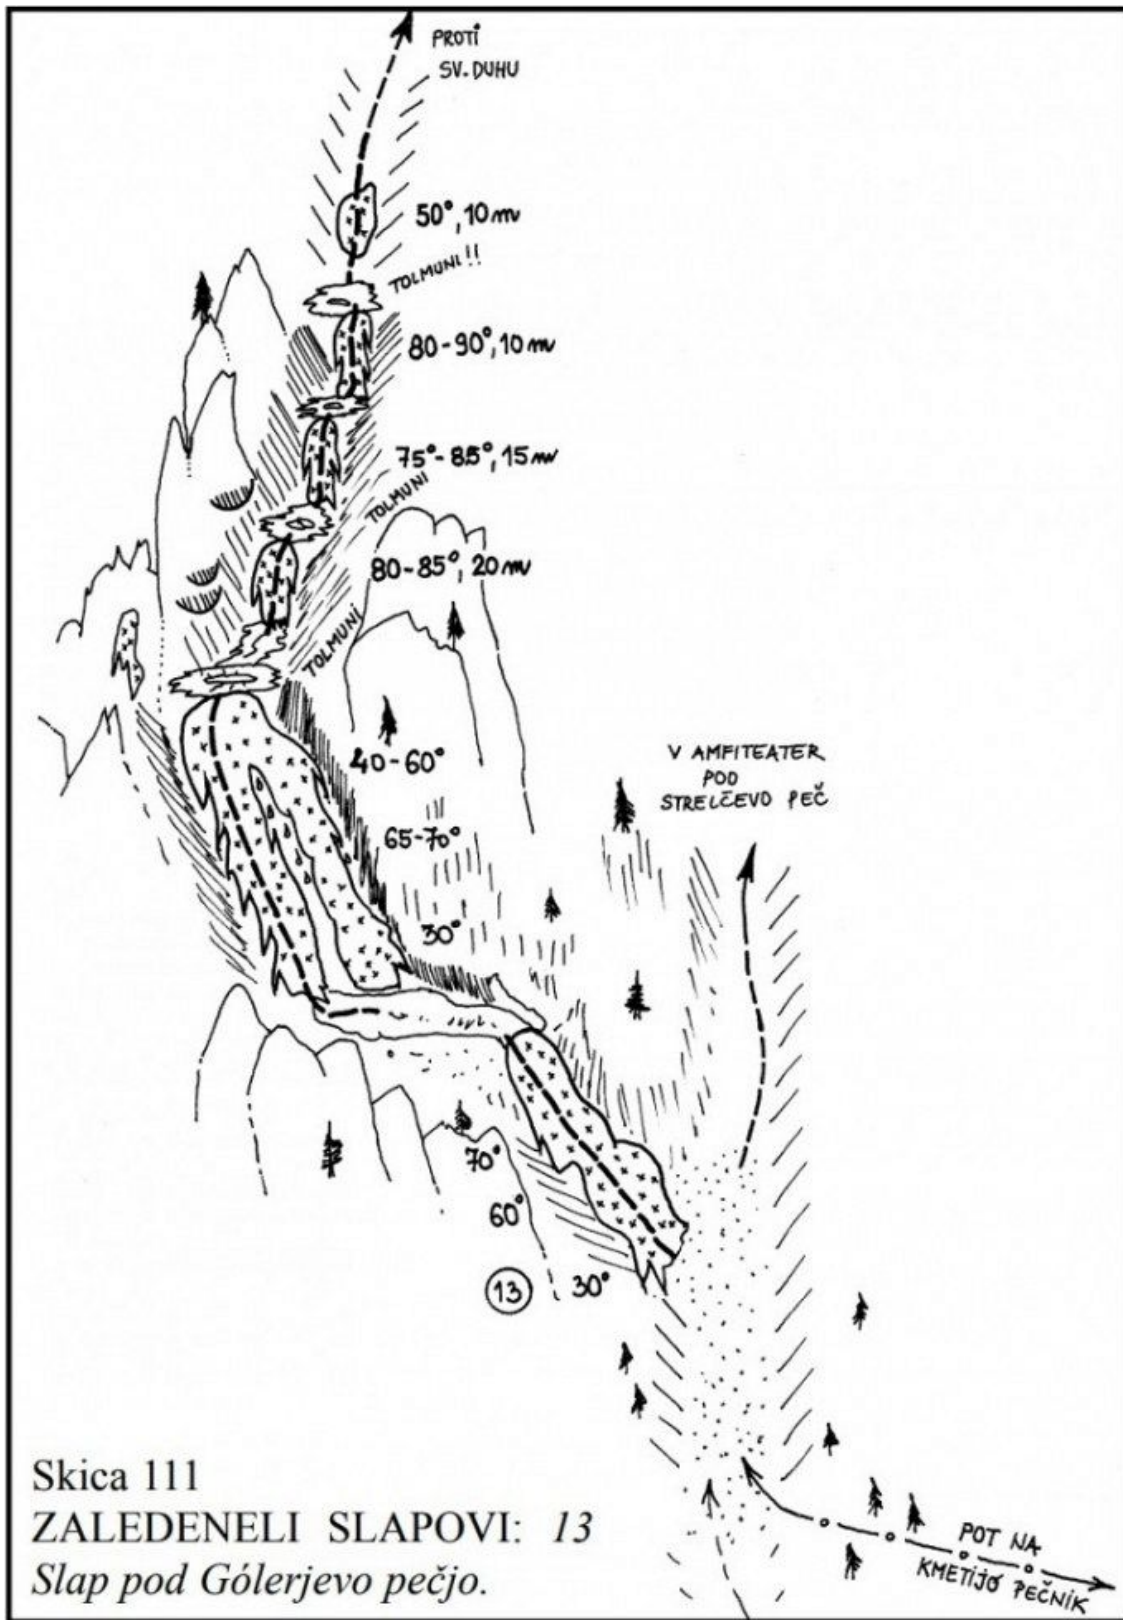 PROTI
SV. DUHU
50°, 10 m
TOLMUNI!!
80-90°, 10 m
75°-85°, 15 m
TOLMUNI
80-85°, 20 m
TOLMUNI
40-60°
65-70°
30°
V AMFITEATER
POD
STRELČEVO PEČ
70°
60°
13
30°
POT NA
KMETIJO PEČNIK
Skica 111
ZALEDENELI SLAPOVI: 13
Slap pod Gólerjevo pečjo.